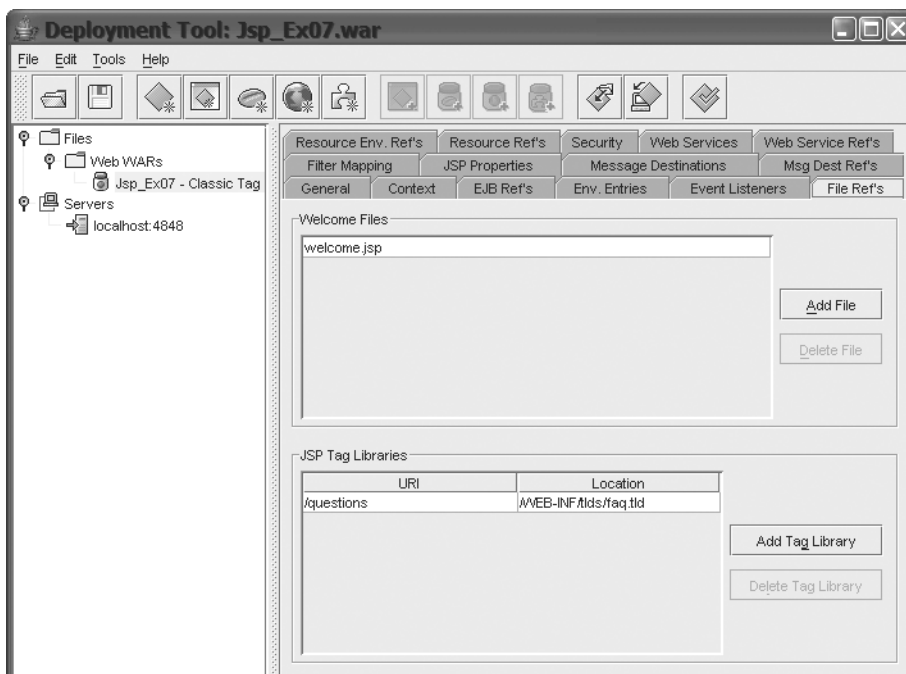 Deployment Tool: Jsp_Ex07.war
File Edit Tools Help
Files
Web WARs
Jsp_Ex07 - Classic Tag
Servers
localhost:4848
Resource Env. Ref's Resource Ref's Security Web Services Web Service Ref's
Filter Mapping JSP Properties Message Destinations Msg Dest Ref's
General Context EJB Ref's Env. Entries Event Listeners File Ref's
Welcome Files
welcome.jsp
Add File
Delete File
JSP Tag Libraries
URI Location
/questions /WEB-INF/tlds/faq.tld
Add Tag Library
Delete Tag Library